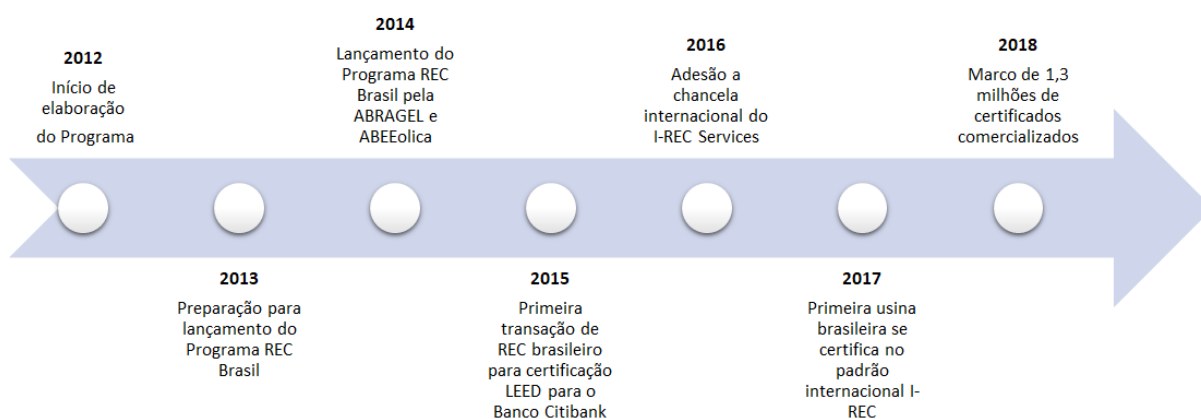 2012
Início de
elaboração
do Programa
2013
Preparação para
lançamento do
Programa REC
Brasil
2014
Lançamento do
Programa REC
Brasil pela
ABRAGEL e
ABEEolica
2015
Primeira
transação de
REC brasileiro
para certificação
LEED para o
Banco Citibank
2016
Adesão a
chancela
internacional do
I-REC Services
2017
Primeira usina
brasileira se
certifica no
padrão
internacional I-
REC
2018
Marco de 1,3
milhões de
certificados
comercializados